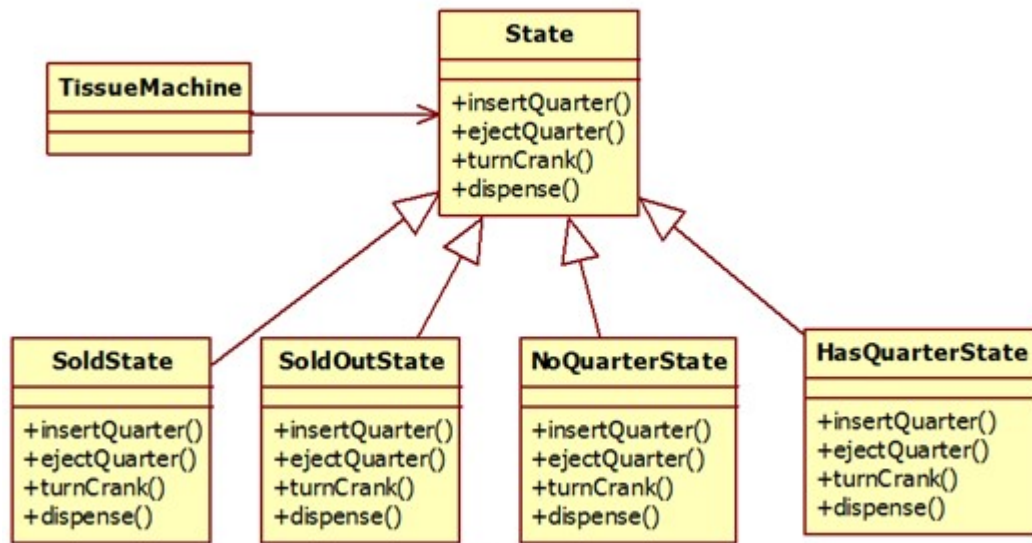 State
+insertQuarter()
+ejectQuarter()
+turnCrank()
+dispense()
TissueMachine
SoldState
+insertQuarter()
+ejectQuarter()
+turnCrank()
+dispense()
SoldOutState
+insertQuarter()
+ejectQuarter()
+turnCrank()
+dispense()
NoQuarterState
+insertQuarter()
+ejectQuarter()
+turnCrank()
+dispense()
HasQuarterState
+insertQuarter()
+ejectQuarter()
+turnCrank()
+dispense()